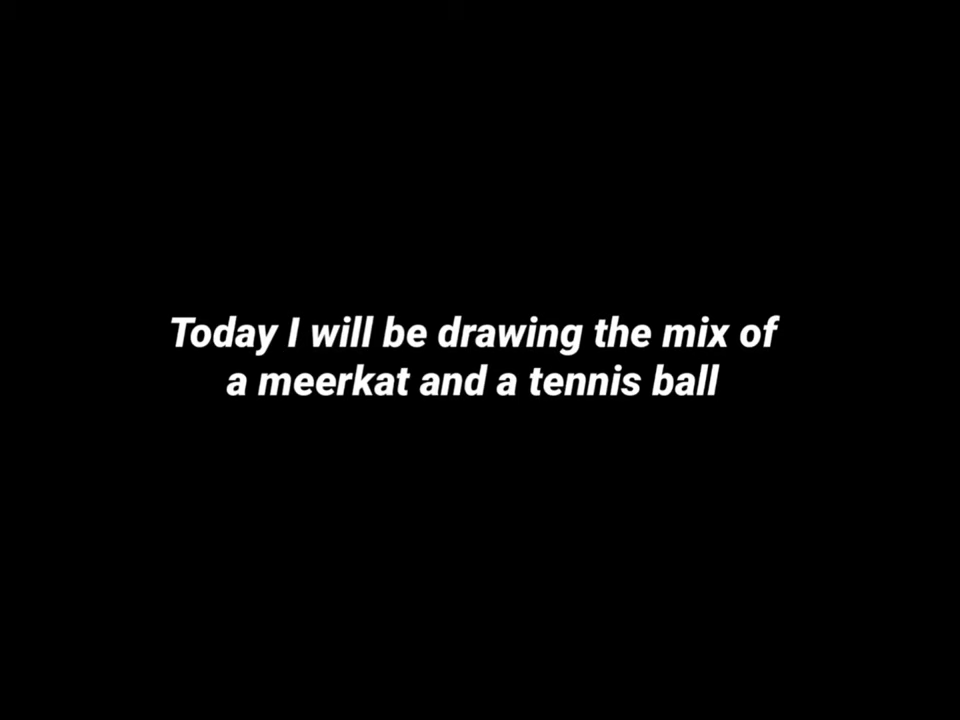 Today I will be drawing the mix of
a meerkat and a tennis ball